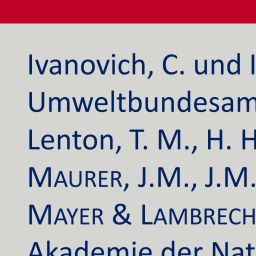 Ivanovich, C. und I
Umweltbundesam
Lenton, T. M., H. H
MAURER, J.M., J.M.
MAYER & LAMBRECH
Akademie der Nat